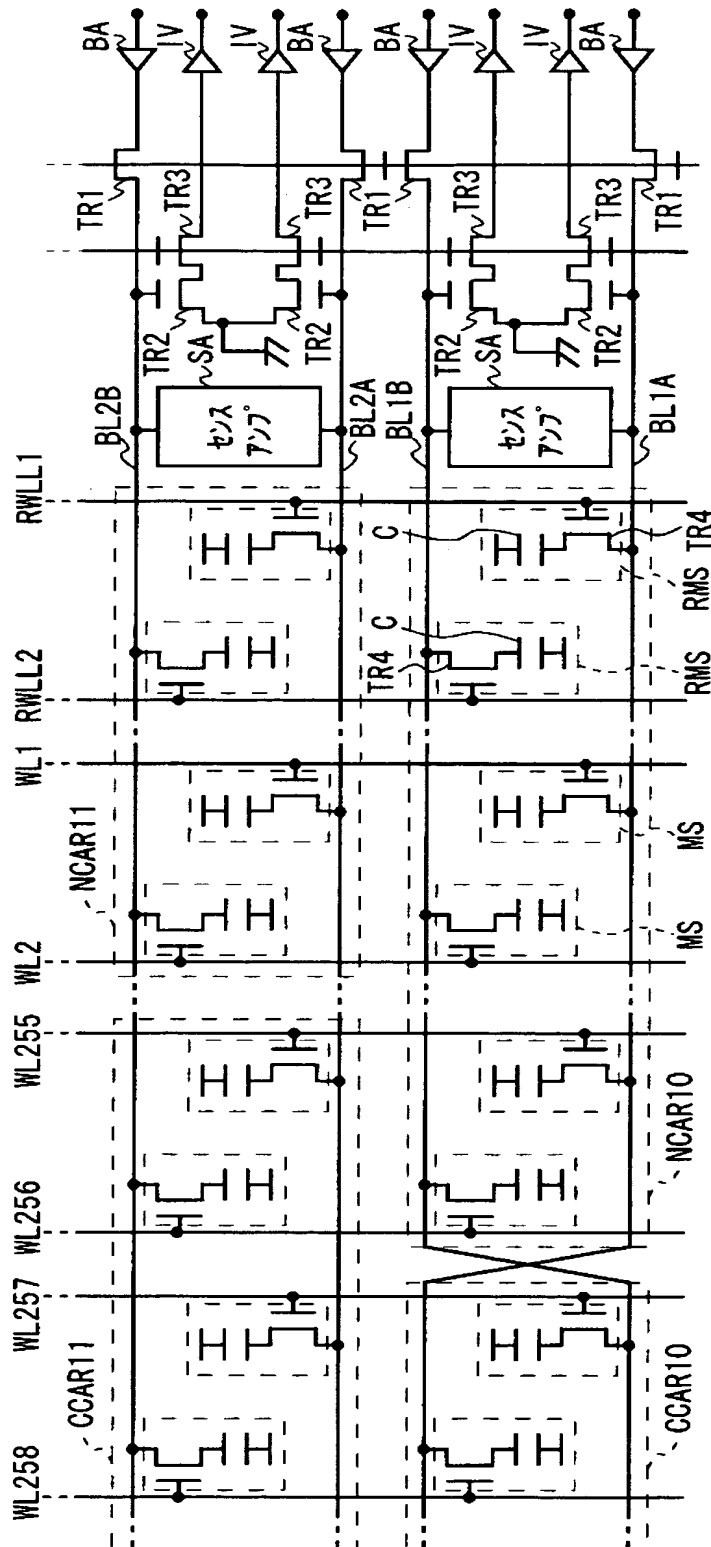 BA
IV
IV
BA
BA
IV
IV
BA
TR1
TR1
TR1
TR3
TR3
TR3
TR3
TR2
TR2
TR2
TR2
SA
SA
センス
アンプ
センス
アンプ
BL2B
BL2A
BL1B
BL1A
RWLL1
C
TR4
RMS
RWLL2
C
TR4
RMS
WL1
MS
NCAR11
WL2
MS
WL255
NCAR10
WL256
WL257
CCAR11
CCAR10
WL258